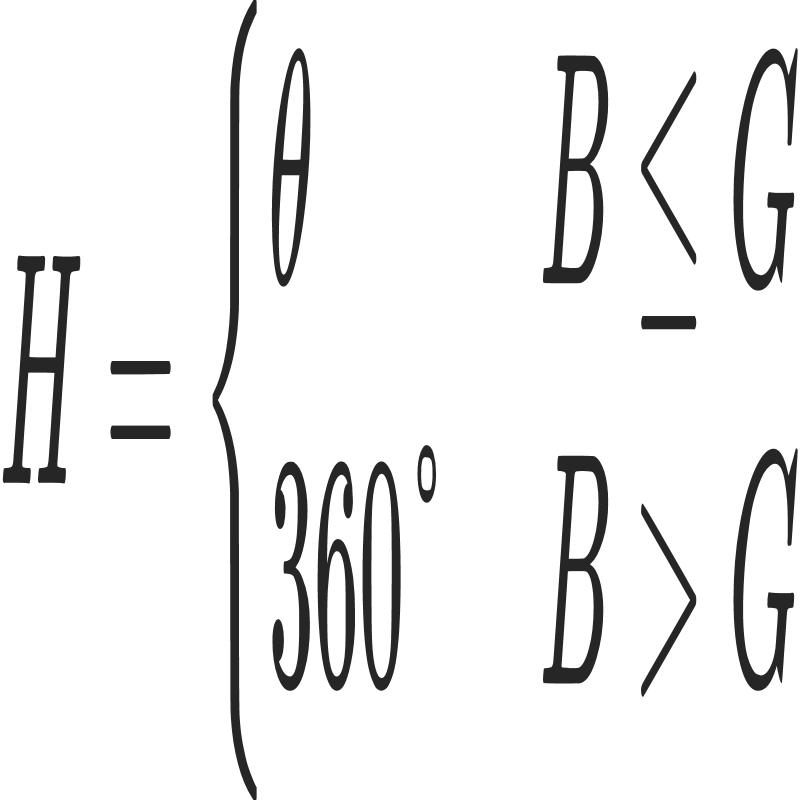 θ B ≤ G
H =
360° B > G